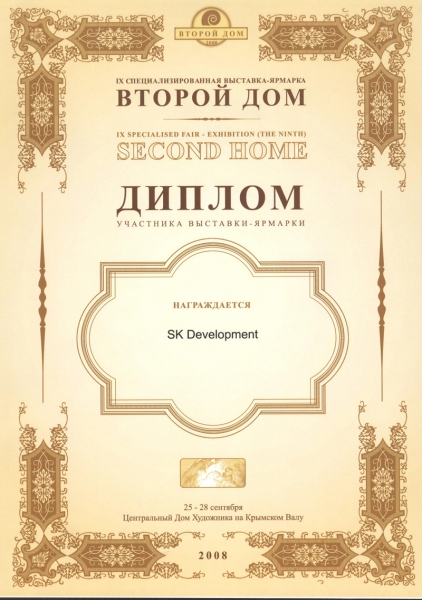 ВТОРОЙ ДОМ
2008
IX СПЕЦИАЛИЗИРОВАННАЯ ВЫСТАВКА-ЯРМАРКА
ВТОРОЙ ДОМ
IX SPECIALISED FAIR - EXHIBITION (THE NINTH)
SECOND HOME
ДИПЛОМ
УЧАСТНИКА ВЫСТАВКИ-ЯРМАРКИ
НАГРАЖДАЕТСЯ
SK Development
25 - 28 сентября
Центральный Дом Художника на Крымском Валу
2008